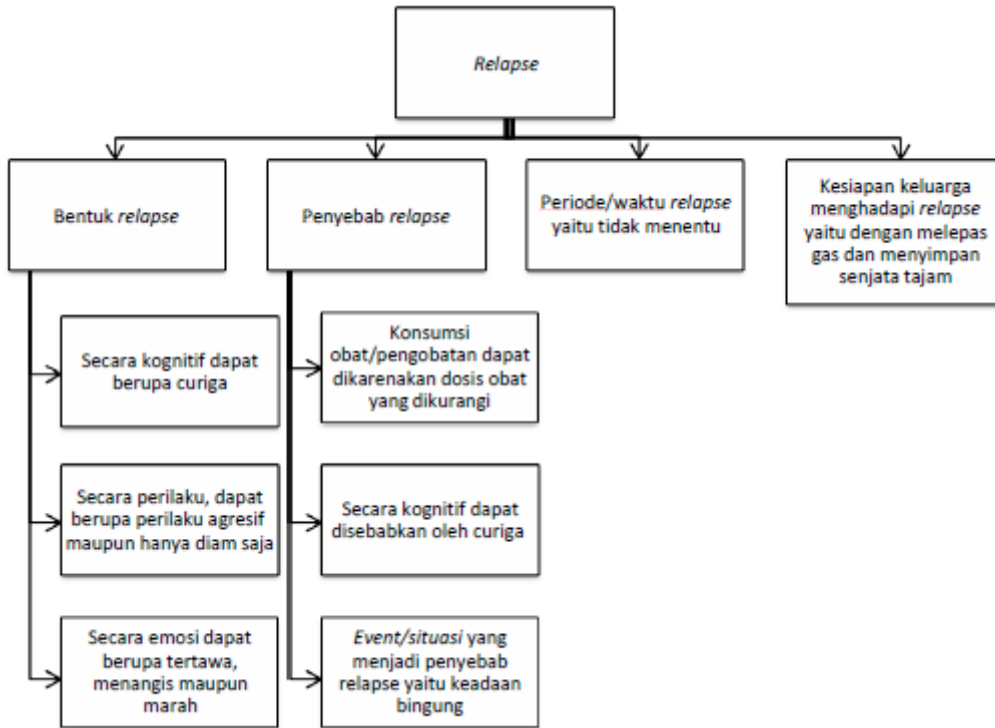 Relapse
Bentuk relapse
Penyebab relapse
Periode/waktu relapse
yaitu tidak menentu
Kesiapan keluarga
menghadapi relapse
yaitu dengan melepas
gas dan menyimpan
senjata tajam
Secara kognitif dapat
berupa curiga
Konsumsi
obat/pengobatan dapat
dikarenakan dosis obat
yang dikurangi
Secara perilaku, dapat
berupa perilaku agresif
maupun hanya diam saja
Secara kognitif dapat
disebabkan oleh curiga
Secara emosi dapat
berupa tertawa,
menangis maupun
marah
Event/situasi yang
menjadi penyebab
relapse yaitu keadaan
bingung